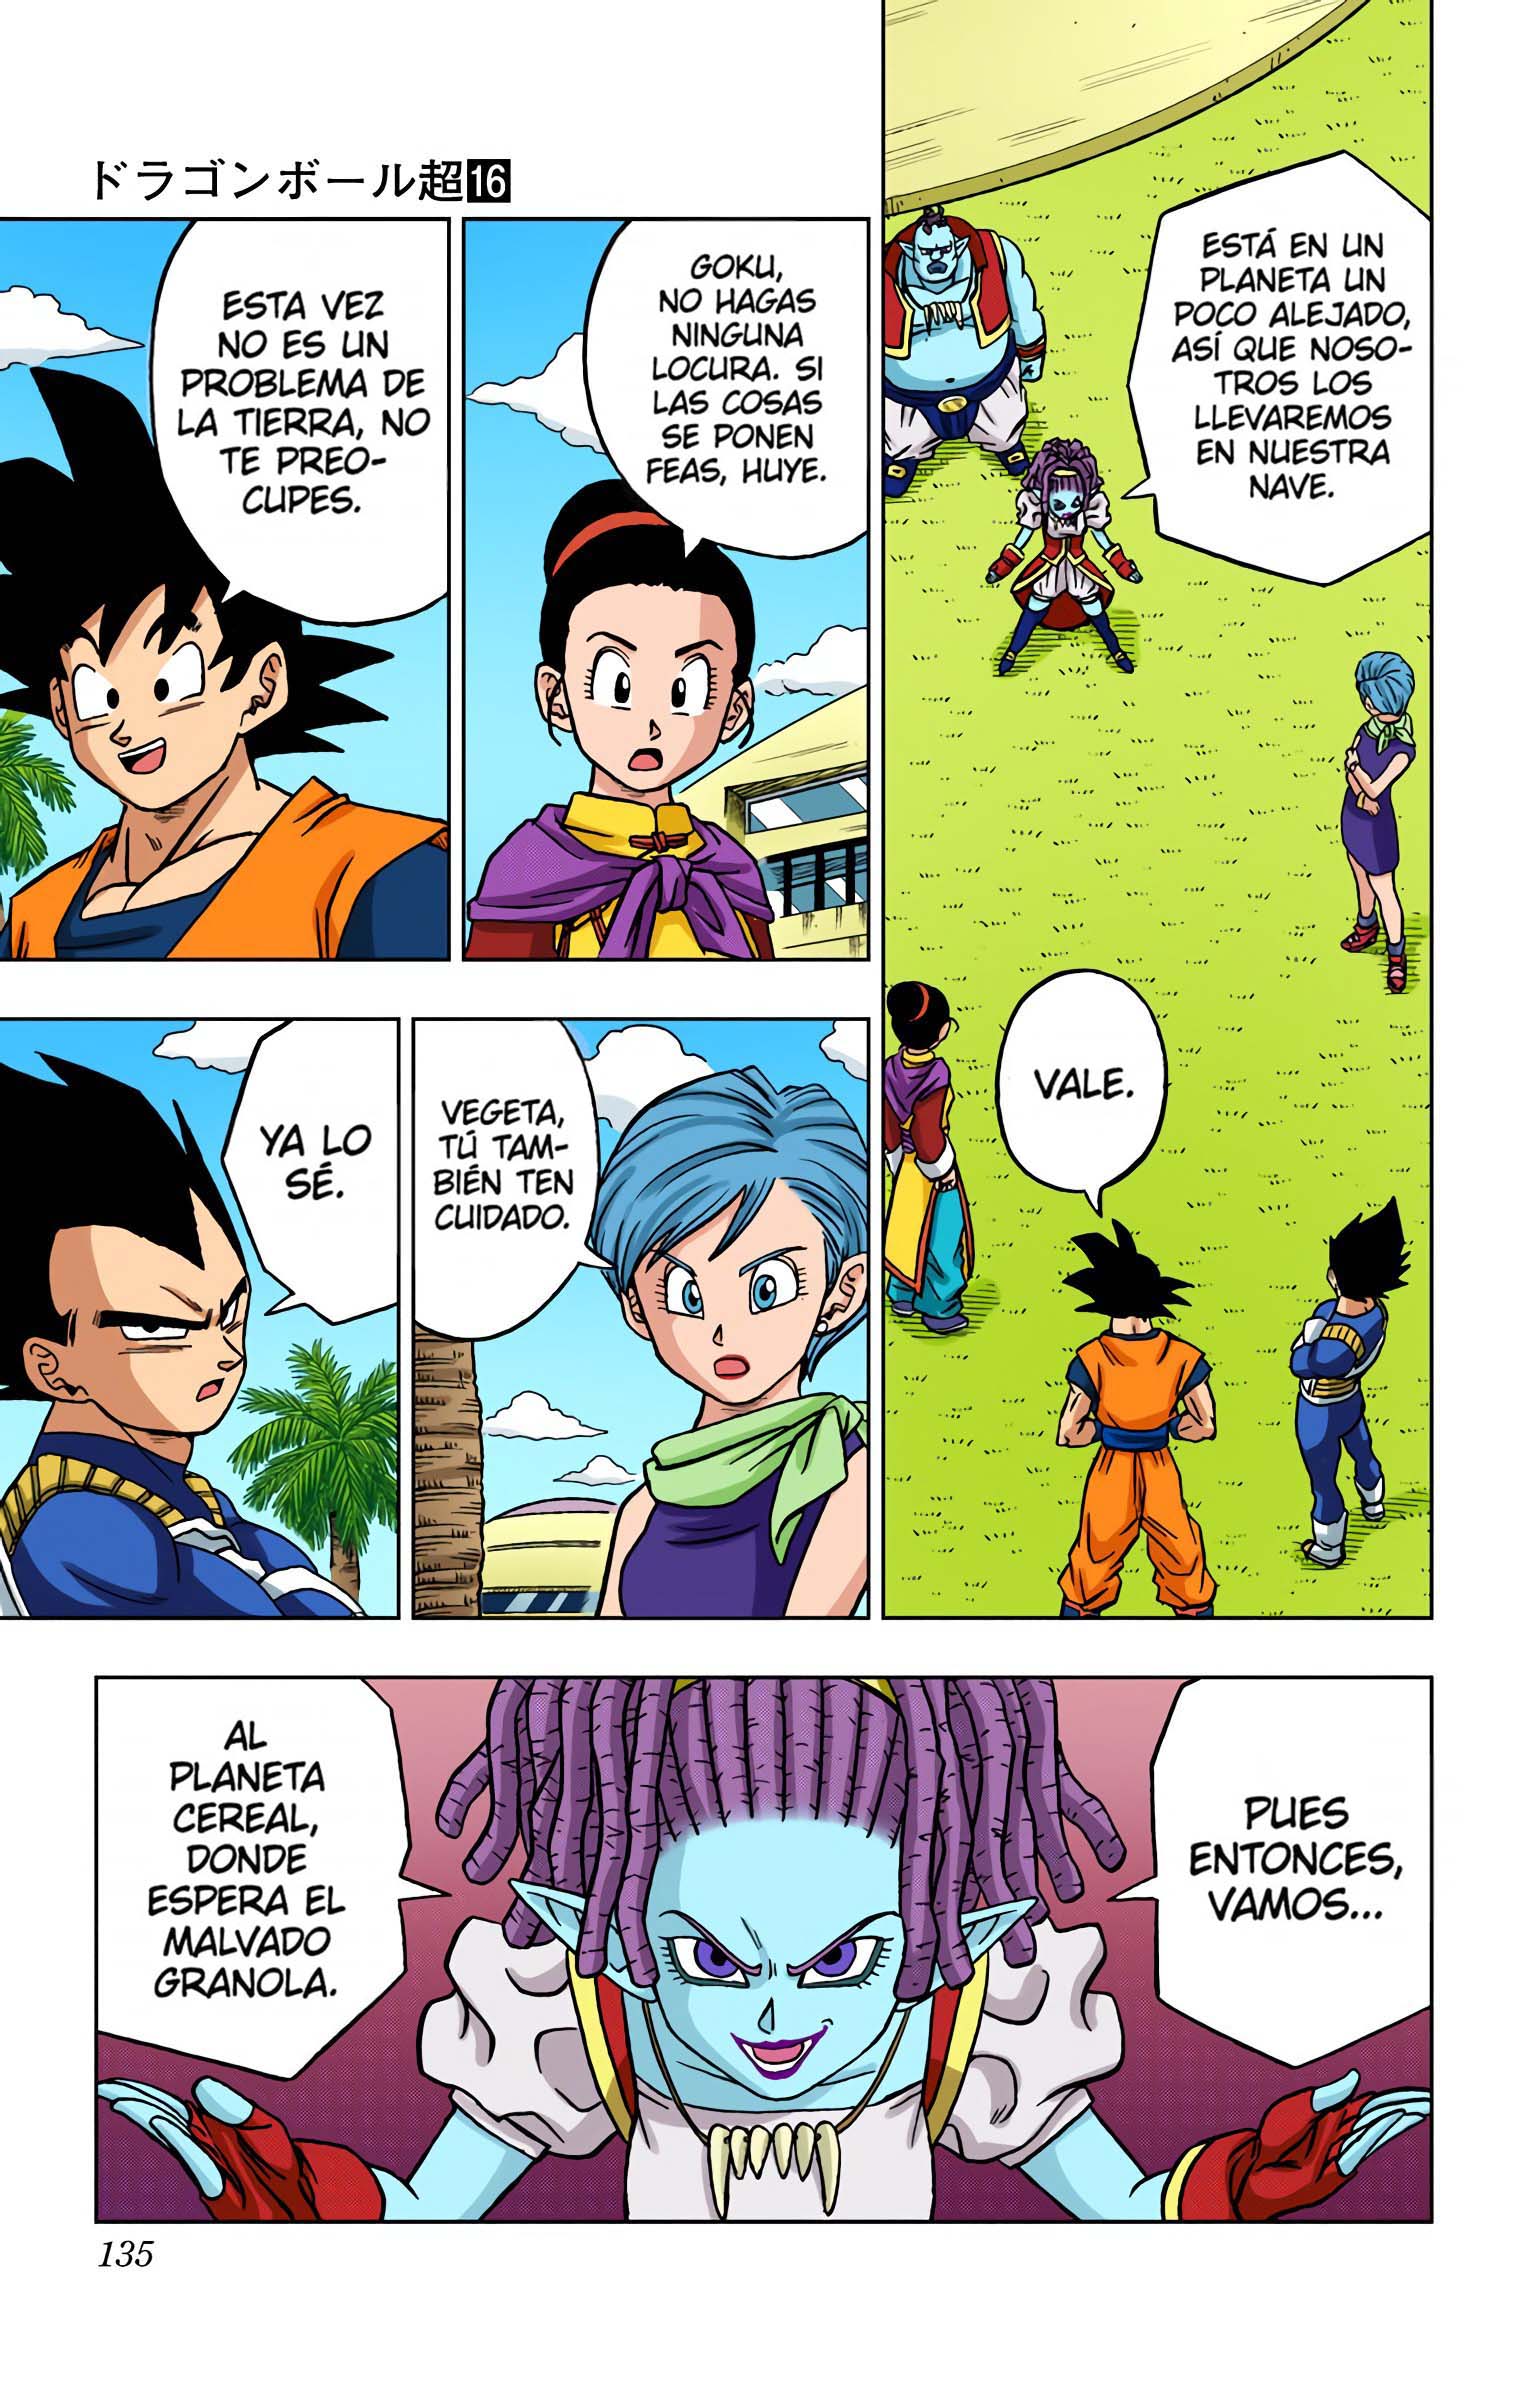 ドラゴンボール超16
ESTÁ EN UN
PLANETA UN
POCO ALEJADO,
ASÍ QUE NOSO-
TROS LOS
LLEVAREMOS
EN NUESTRA
NAVE.
VALE.
GOKU,
NO HAGAS
NINGUNA
LOCURA. SI
LAS COSAS
SE PONEN
FEAS, HUYE.
ESTA VEZ
NO ES UN
PROBLEMA DE
LA TIERRA, NO
TE PREO-
CUPES.
VEGETA,
TÚ TAM-
BIÉN TEN
CUIDADO.
YA LO
SÉ.
PUES
ENTONCES,
VAMOS...
AL
PLANETA
CEREAL,
DONDE
ESPERA EL
MALVADO
GRANOLA.
135